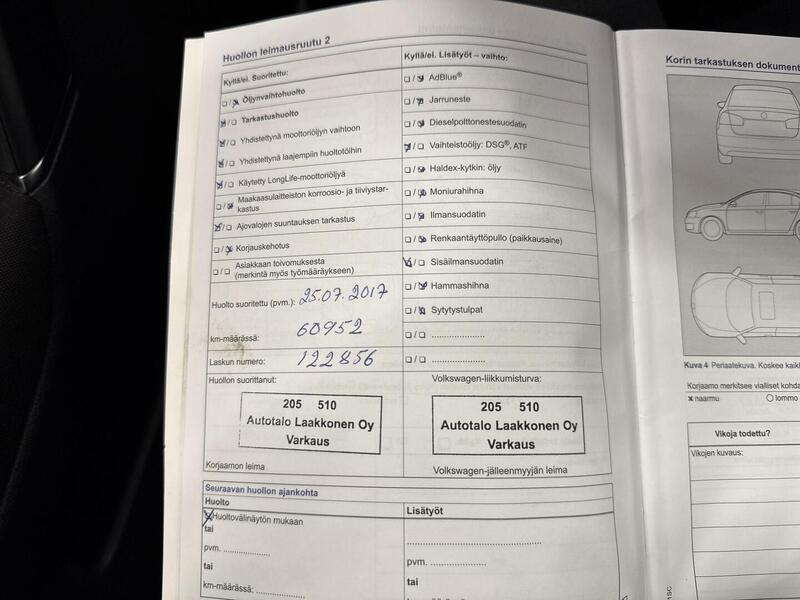 Huollon leimausruutu 2
Kyllä/ei. Suoritettu:
☐/☒ Öljynvaihtohuolto
☒/☐ Tarkastushuolto
☒/☐ Yhdistettynä moottoriöljyn vaihtoon
☒/☐ Yhdistettynä laajempiin huoltotöihin
☒/☐ Käytetty LongLife-moottoriöljyä
☐/☒ Maakaasulaitteiston korroosio- ja tiiviystar-
kastus
☒/☐ Ajovalojen suuntauksen tarkastus
☐/☒ Korjauskehotus
☐/☐ Asiakkaan toivomuksesta
(merkintä myös työmääräykseen)
Huolto suoritettu (pvm.): 25.07.2017
km-määrässä: 60952
Laskun numero: 122856
Huollon suorittanut:
205 510
Autotalo Laakkonen Oy
Varkaus
Korjaamon leima
Kyllä/ei. Lisätyöt – vaihto:
☐/☒ AdBlue®
☐/☒ Jarruneste
☐/☒ Dieselpolttonestesuodatin
☒/☐ Vaihteistoöljy: DSG®, ATF
☐/☒ Haldex-kytkin: öljy
☐/☒ Moniurahihna
☐/☒ Ilmansuodatin
☐/☒ Renkaantäyttöpullo (paikkausaine)
☒/☐ Sisäilmansuodatin
☐/☒ Hammashihna
☐/☒ Sytytystulpat
☐/☐ ......................
☐/☐ ......................
Volkswagen-liikkumisturva:
205 510
Autotalo Laakkonen Oy
Varkaus
Volkswagen-jälleenmyyjän leima
Seuraavan huollon ajankohta
Huolto
☒ Huoltovälinäytön mukaan
tai
pvm. ................
tai
km-määrässä: ................
Lisätyöt
................................................
pvm. ..................
tai
Korin tarkastuksen dokument
Kuva 4 Periaatekuva. Koskee kaikk
Korjaamo merkitsee vialliset kohda
x naarmu
O lommo
Vikoja todettu?
Vikojen kuvaus: